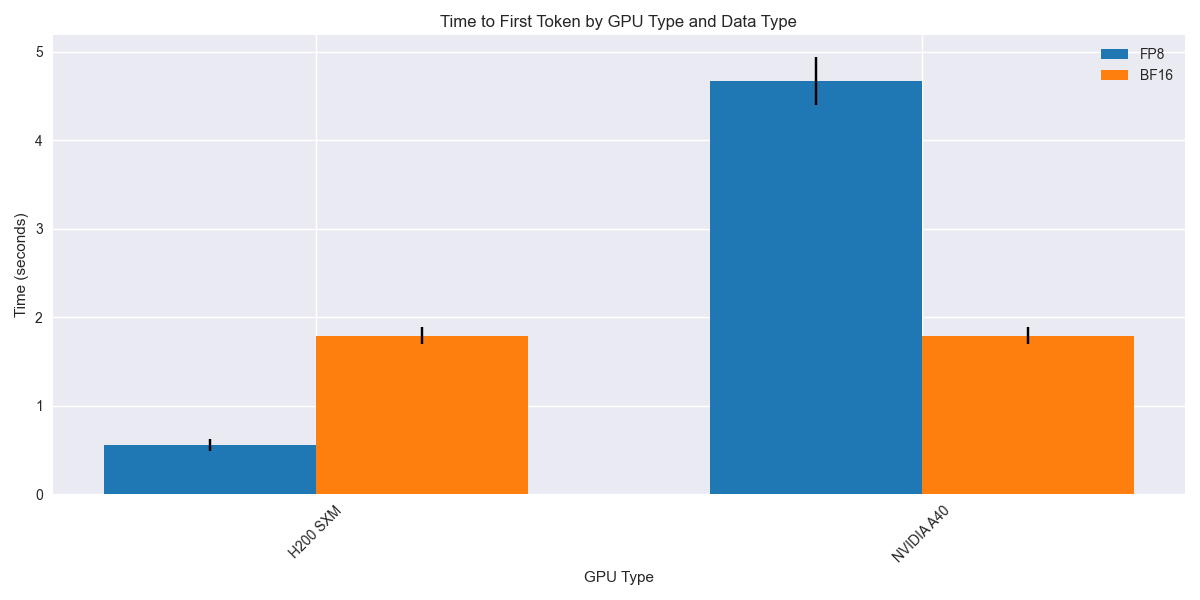 Time to First Token by GPU Type and Data Type
FP8
BF16
5
4
3
2
1
0
Time (seconds)
H200 SXM
NVIDIA A40
GPU Type